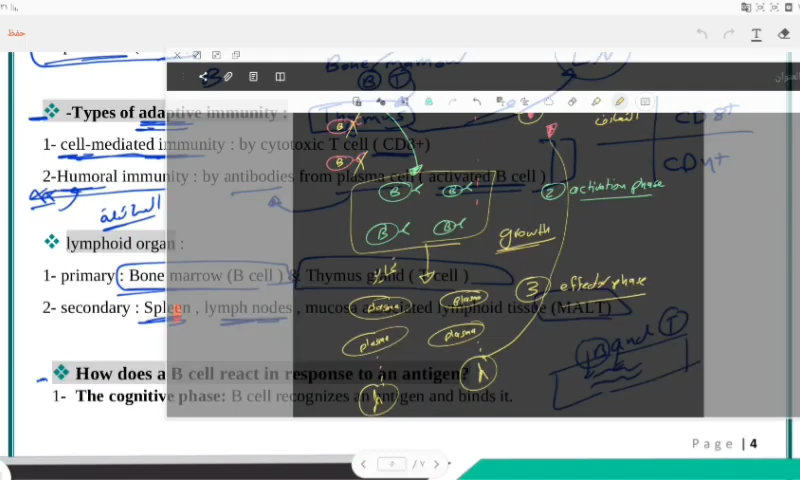 حفظ
Bone marrow
B T
B
❖ -Types of adaptive immunity :
Thymus
1- cell-mediated immunity : by cytotoxic T cell ( CD8+)
CD8+
2-Humoral immunity : by antibodies from plasma cell ( activated B cell )
CD4+
B
B
B B
② activation phase
السائلة
B B
growth
❖ lymphoid organ :
1- primary : Bone marrow (B cell ) & Thymus gland ( T cell )
③ effector phase
2- secondary : Spleen , lymph nodes , mucosa associated lymphoid tissue (MALT)
plasma plasma
plasma plasma
B and T
❖ How does a B cell react in response to an antigen?
1- The cognitive phase: B cell recognizes an antigen and binds it.
Page | 4
/ ٧